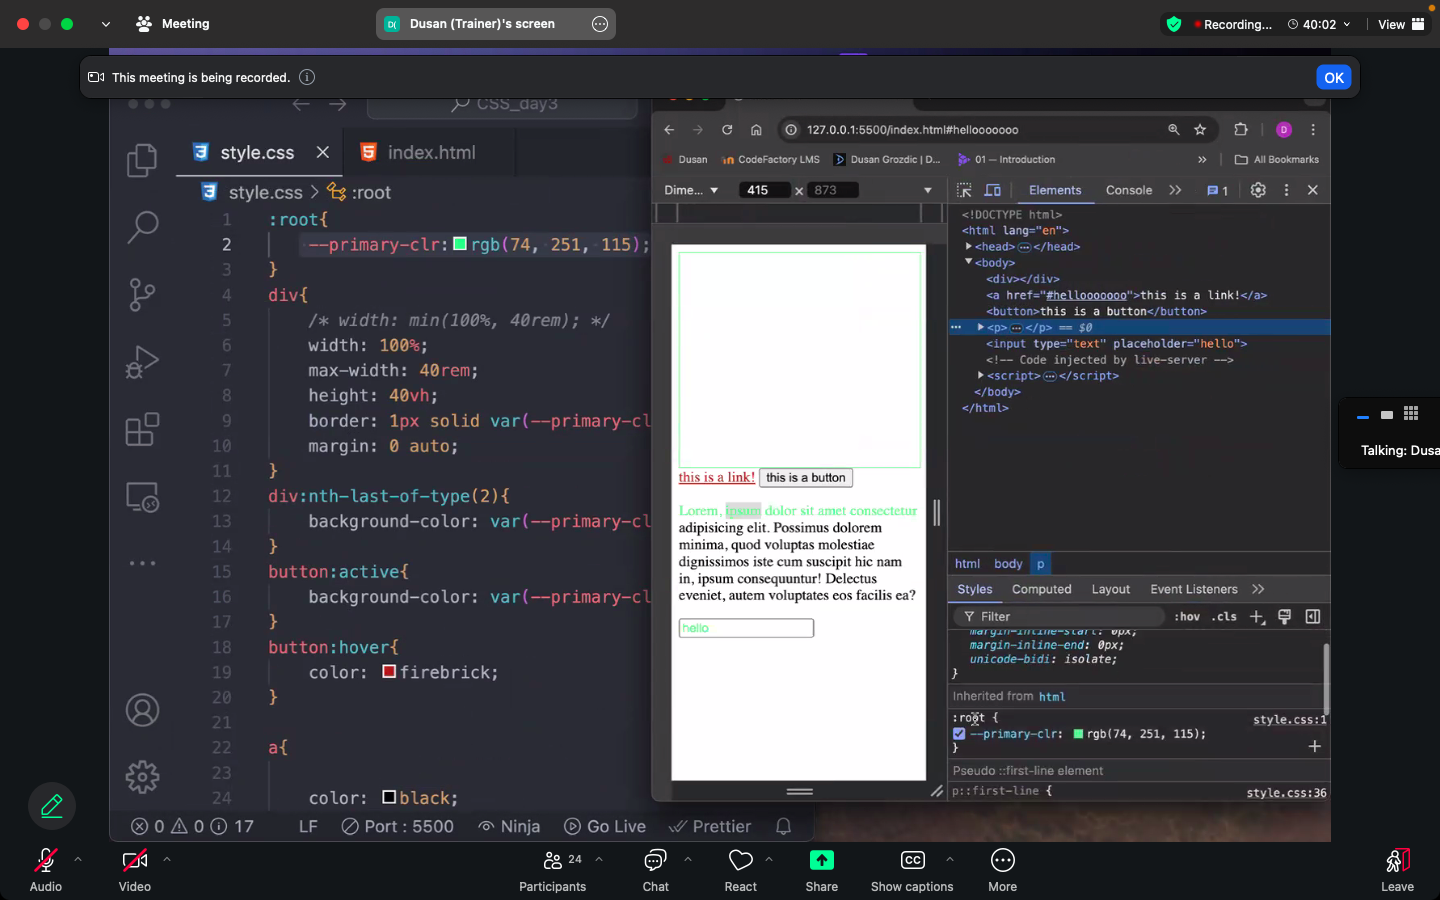 Meeting
D( Dusan (Trainer)'s screen
Recording...
40:02
View
This meeting is being recorded.
OK
CSS_day3
style.css
index.html
style.css > :root
1 :root{
2 --primary-clr: rgb(74, 251, 115);
3 }
4 div{
5 /* width: min(100%, 40rem); */
6 width: 100%;
7 max-width: 40rem;
8 height: 40vh;
9 border: 1px solid var(--primary-cl
10 margin: 0 auto;
11 }
12 div:nth-last-of-type(2){
13 background-color: var(--primary-cl
14 }
15 button:active{
16 background-color: var(--primary-cl
17 }
18 button:hover{
19 color: firebrick;
20 }
21
22 a{
23
24 color: black;
0 0 17 LF Port : 5500 Ninja Go Live Prettier
127.0.0.1:5500/index.html#hellooooooo
D
Dusan CodeFactory LMS Dusan Grozdic | D... 01 — Introduction » All Bookmarks
Dime... 415 × 873
this is a link! this is a button
Lorem, ipsum dolor sit amet consectetur
adipisicing elit. Possimus dolorem
minima, quod voluptas molestiae
dignissimos iste cum suscipit hic nam
in, ipsum consequuntur! Delectus
eveniet, autem voluptates eos facilis ea?
hello
Elements Console » 1
<!DOCTYPE html>
<html lang="en">
<head>…</head>
<body>
<div></div>
<a href="#hellooooooo">this is a link!</a>
<button>this is a button</button>
<p>…</p> == $0
<input type="text" placeholder="hello">
<!-- Code injected by live-server -->
<script>…</script>
</body>
</html>
html body p
Styles Computed Layout Event Listeners »
Filter :hov .cls
margin-inline-start: 0px;
margin-inline-end: 0px;
unicode-bidi: isolate;
}
Inherited from html
:root { style.css:1
--primary-clr: rgb(74, 251, 115);
}
Pseudo ::first-line element
p::first-line { style.css:36
Talking: Dusa
Audio
Video
24
Participants
Chat
React
Share
CC
Show captions
More
Leave